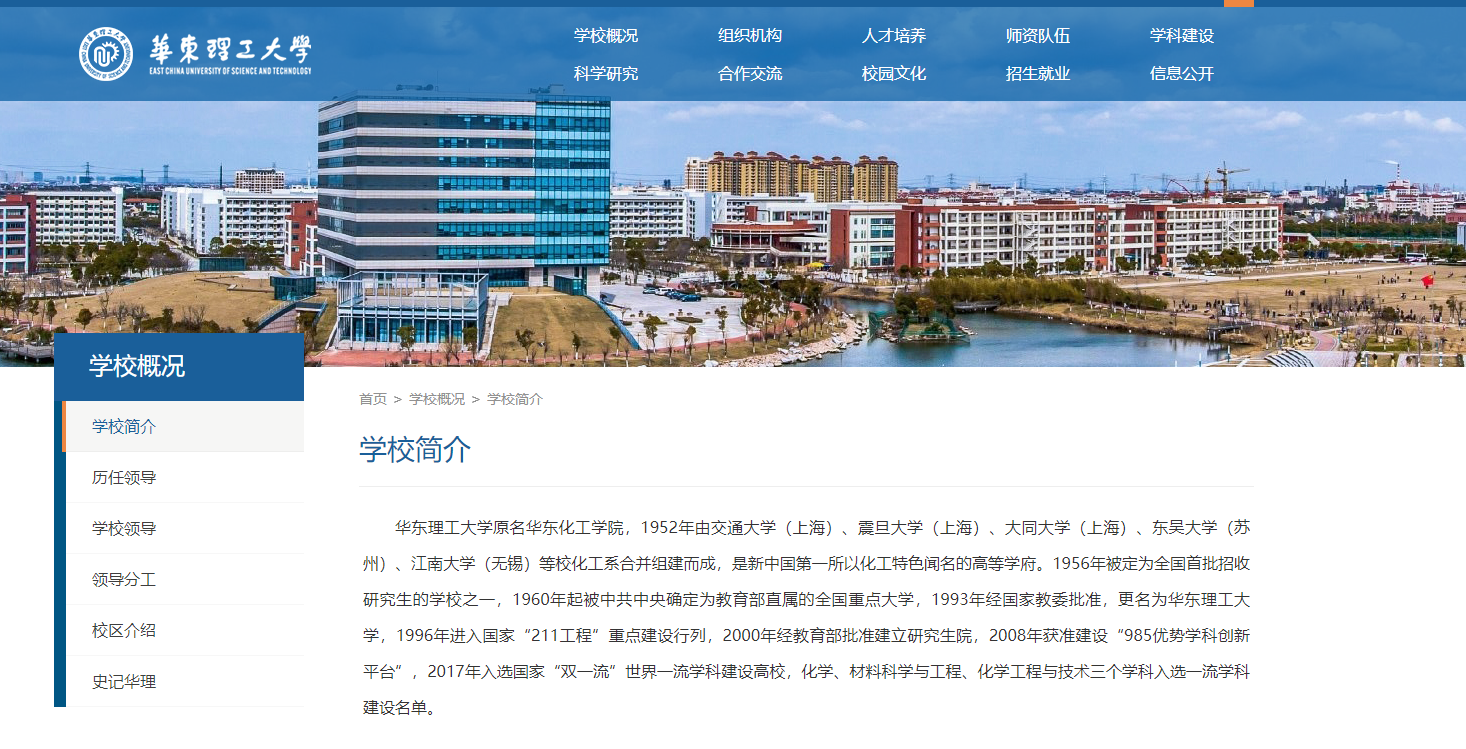 華東理工大學
EAST CHINA UNIVERSITY OF SCIENCE AND TECHNOLOGY
学校概况 组织机构 人才培养 师资队伍 学科建设
科学研究 合作交流 校园文化 招生就业 信息公开
学校概况
学校简介
历任领导
学校领导
领导分工
校区介绍
史记华理
首页 > 学校概况 > 学校简介
学校简介
华东理工大学原名华东化工学院，1952年由交通大学（上海）、震旦大学（上海）、大同大学（上海）、东吴大学（苏
州）、江南大学（无锡）等校化工系合并组建而成，是新中国第一所以化工特色闻名的高等学府。1956年被定为全国首批招收
研究生的学校之一，1960年起被中共中央确定为教育部直属的全国重点大学，1993年经国家教委批准，更名为华东理工大
学，1996年进入国家“211工程”重点建设行列，2000年经教育部批准建立研究生院，2008年获准建设“985优势学科创新
平台”，2017年入选国家“双一流”世界一流学科建设高校，化学、材料科学与工程、化学工程与技术三个学科入选一流学科
建设名单。